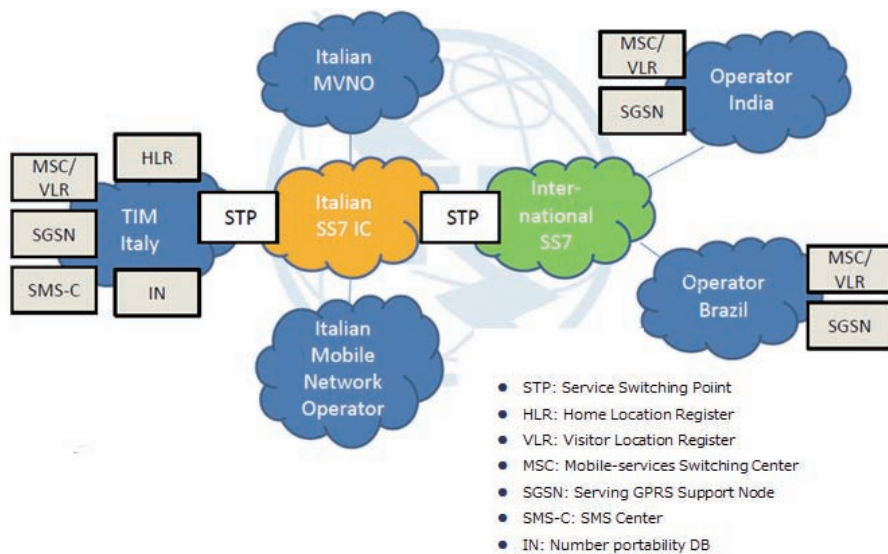 Italian
MVNO
MSC/
VLR
SGSN
Operator
India
HLR
MSC/
VLR
SGSN
SMS-C
TIM
Italy
IN
STP
Italian
SS7 IC
STP
Inter-
national
SS7
Operator
Brazil
MSC/
VLR
SGSN
Italian
Mobile
Network
Operator
• STP: Service Switching Poiint
• HLR: Home Location Register
• VLR: Visitor Location Register
• MSC: Mobile-services Switching Center
• SGSN: Serving GPRS Support Node
• SMS-C: SMS Center
• IN: Number portability DB